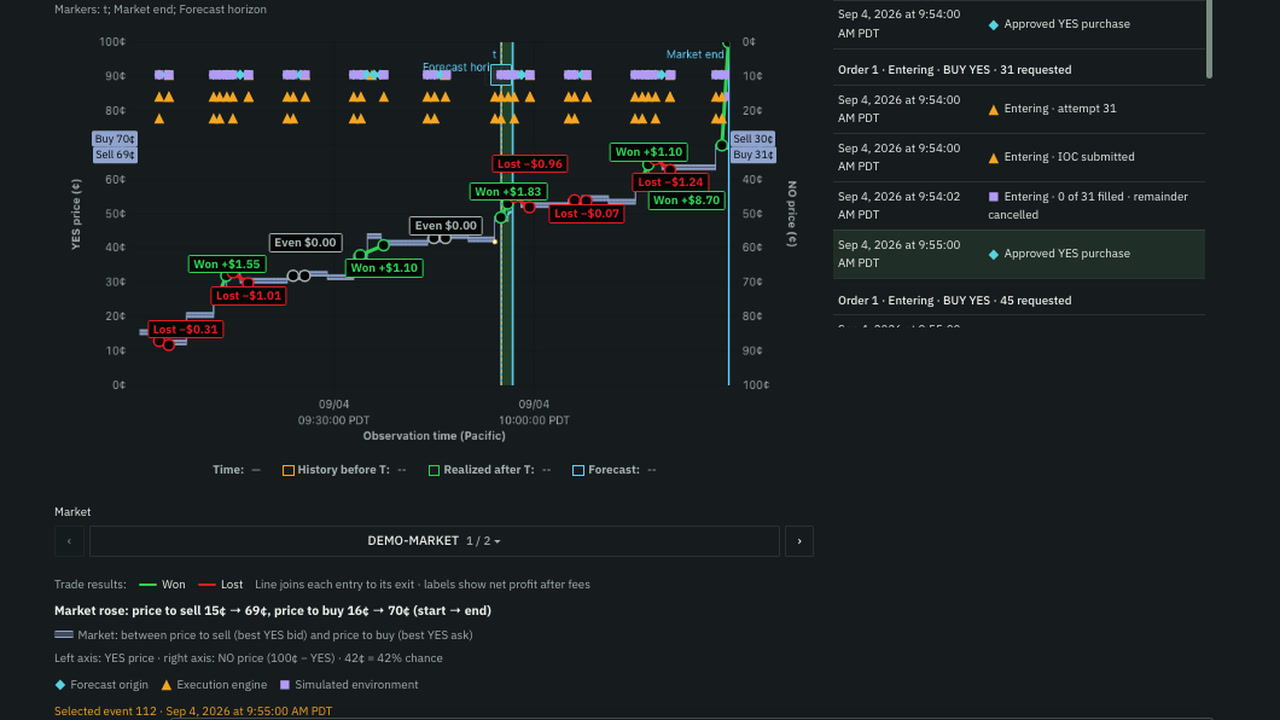 Markers: t; Market end; Forecast horizon
100¢
90¢
80¢
Buy 70¢
Sell 69¢
60¢
50¢
40¢
30¢
20¢
10¢
0¢
YES price (¢)
t
Forecast hori
Market end
Lost −$0.31
Won +$1.55
Lost −$1.01
Even $0.00
Won +$1.10
Even $0.00
Won +$1.83
Lost −$0.96
Lost −$0.07
Won +$1.10
Lost −$1.24
Won +$8.70
0¢
10¢
20¢
Sell 30¢
Buy 31¢
40¢
50¢
60¢
70¢
80¢
90¢
100¢
NO price (¢)
09/04
09:30:00 PDT
09/04
10:00:00 PDT
Observation time (Pacific)
Time: — History before T: -- Realized after T: -- Forecast: --
Market
‹ DEMO-MARKET 1 / 2 ›
Trade results: Won Lost Line joins each entry to its exit · labels show net profit after fees
Market rose: price to sell 15¢ → 69¢, price to buy 16¢ → 70¢ (start → end)
Market: between price to sell (best YES bid) and price to buy (best YES ask)
Left axis: YES price · right axis: NO price (100¢ − YES) · 42¢ = 42% chance
Forecast origin Execution engine Simulated environment
Selected event 112 · Sep 4, 2026 at 9:55:00 AM PDT
Sep 4, 2026 at 9:54:00
AM PDT
Approved YES purchase
Order 1 · Entering · BUY YES · 31 requested
Sep 4, 2026 at 9:54:00
AM PDT
Entering · attempt 31
Sep 4, 2026 at 9:54:00
AM PDT
Entering · IOC submitted
Sep 4, 2026 at 9:54:02
AM PDT
Entering · 0 of 31 filled · remainder
cancelled
Sep 4, 2026 at 9:55:00
AM PDT
Approved YES purchase
Order 1 · Entering · BUY YES · 45 requested